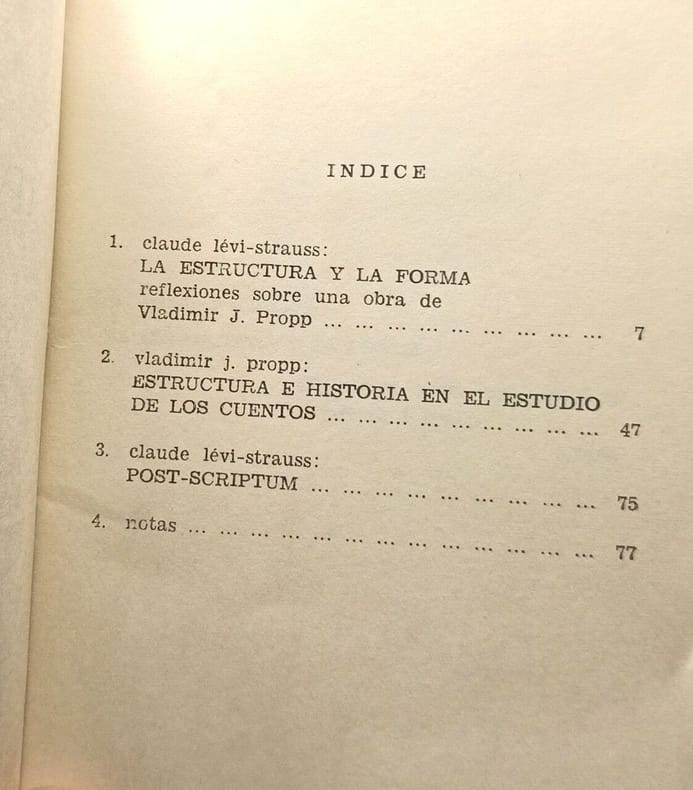 INDICE
1. claude lévi-strauss:
LA ESTRUCTURA Y LA FORMA
reflexiones sobre una obra de
Vladimir J. Propp ... ... ... ... ... ... ... ... ... 7
2. vladimir j. propp:
ESTRUCTURA E HISTORIA EN EL ESTUDIO
DE LOS CUENTOS ... ... ... ... ... ... ... ... ... 47
3. claude lévi-strauss:
POST-SCRIPTUM ... ... ... ... ... ... ... ... ... 75
4. notas ... ... ... ... ... ... ... ... ... ... ... ... ... 77